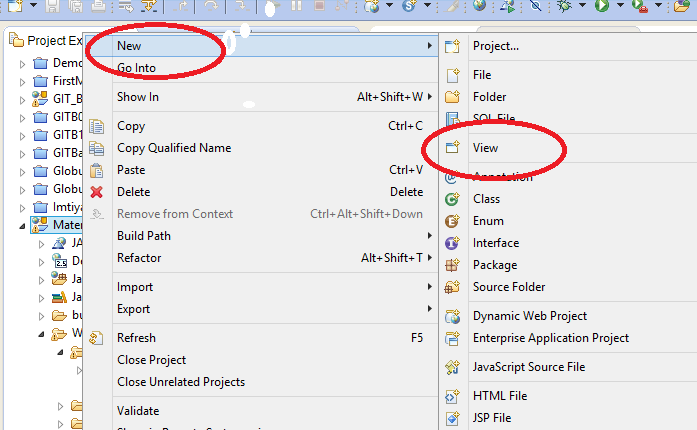 Project Ex
Demo
FirstM
GIT_B
GITB0
GITB1
GITBa
Globu
Globu
Imtiya
Mater
JA
De
Ja
Ja
bu
W
New
Go Into
Show In Alt+Shift+W
Copy Ctrl+C
Copy Qualified Name
Paste Ctrl+V
Delete Delete
Remove from Context Ctrl+Alt+Shift+Down
Build Path
Refactor Alt+Shift+T
Import
Export
Refresh F5
Close Project
Close Unrelated Projects
Validate
Project...
File
Folder
SQL File
View
Annotation
Class
Enum
Interface
Package
Source Folder
Dynamic Web Project
Enterprise Application Project
JavaScript Source File
HTML File
JSP File